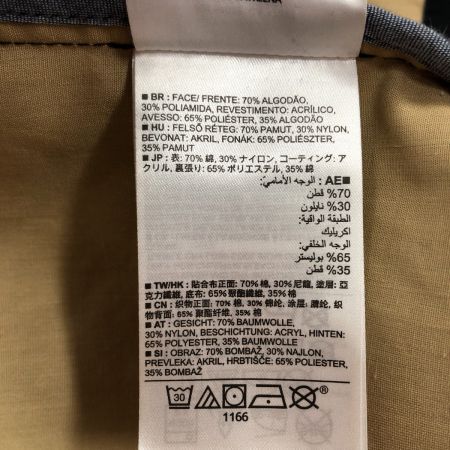 ■ BR : FACE/ FRENTE: 70% ALGODÃO,
30% POLIAMIDA, REVESTIMENTO: ACRÍLICO,
AVESSO: 65% POLIÉSTER, 35% ALGODÃO
■ HU : FELSŐ RÉTEG: 70% PAMUT, 30% NYLON,
BEVONAT: AKRIL, FONÁK: 65% POLIÉSZTER,
35% PAMUT
■ JP : 表: 70% 綿, 30% ナイロン, コーティング: ア
クリル, 裏張り: 65% ポリエステル, 35% 綿
■AE : الوجه الأمامي:
70% قطن
30% نايلون
الطبقة الواقية:
اكريليك
الوجه الخلفي:
65% بوليستر
35% قطن
■ TW/HK : 貼合布正面: 70% 棉, 30% 尼龍, 塗層: 亞
克力纖維, 底布: 65% 聚酯纖維, 35% 棉
■ CN : 织物正面: 70% 棉, 30% 锦纶, 涂层: 腈纶, 织
物背面: 65% 聚酯纤维, 35% 棉
■ AT : GESICHT: 70% BAUMWOLLE,
30% NYLON, BESCHICHTUNG: ACRYL, HINTEN:
65% POLYESTER, 35% BAUMWOLLE
■ SI : OBRAZ: 70% BOMBAŽ, 30% NAJLON,
PREVLEKA: AKRIL, HRBTIŠČE: 65% POLIESTER,
35% BOMBAŽ
30
1166